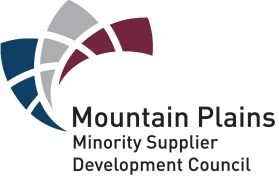 Mountain Plains
Minority Supplier
Development Council